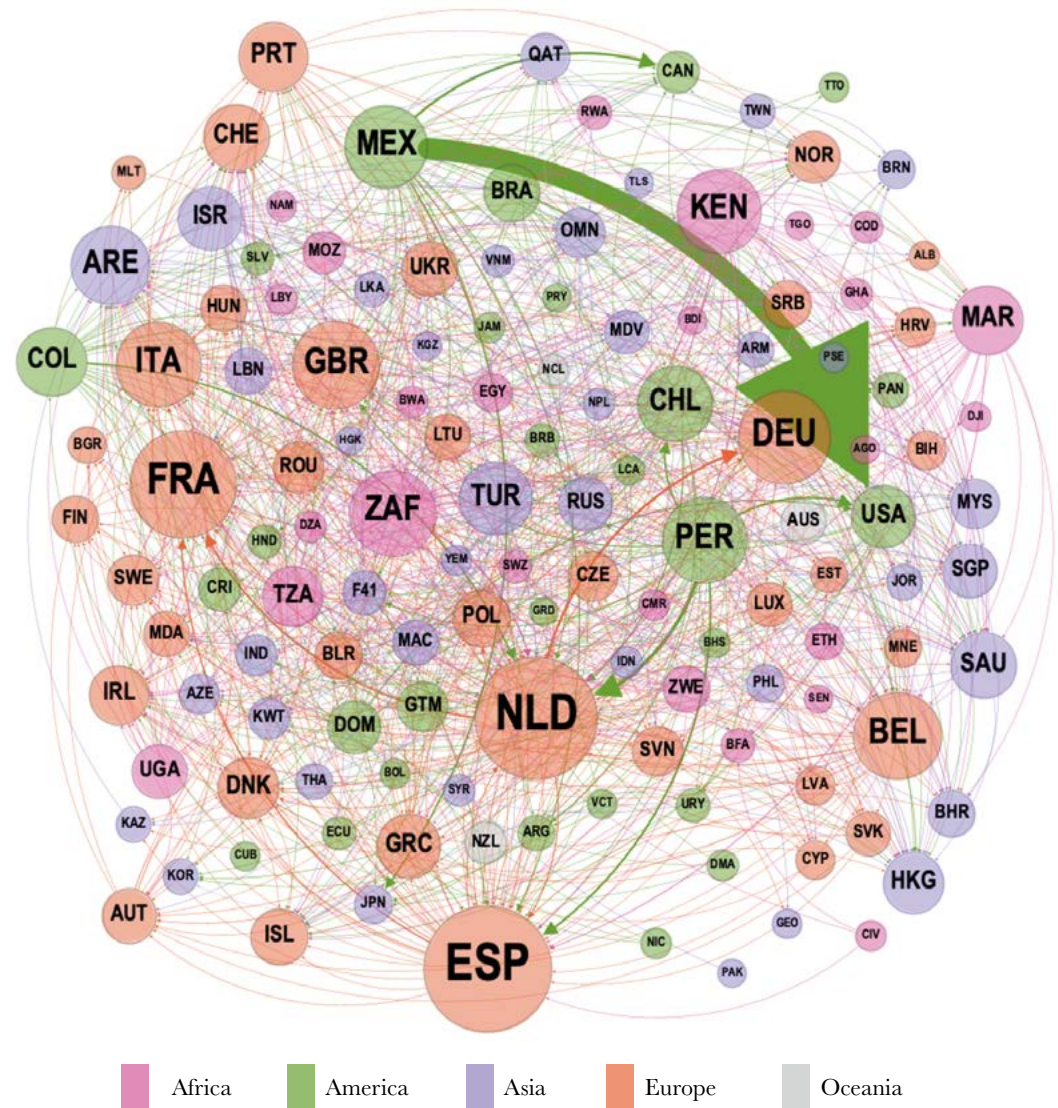 PRT
QAT
CAN
TTO
RWA
TWN
CHE
MEX
NOR
BRN
MLT
BRA
TLS
NAM
ISR
KEN
TGO
COD
OMN
MOZ
ARE
SLV
UKR
VNM
ALB
LKA
LBY
HUN
PRY
BDI
SRB
GHA
MAR
HRV
JAM
MDV
KGZ
ARM
PSE
COL
ITA
GBR
LBN
NCL
PAN
BWA
EGY
NPL
CHL
DJI
BGR
HGK
LTU
BRB
DEU
AGO
BIH
FRA
ROU
LCA
FIN
ZAF
TUR
RUS
AUS
USA
MYS
HND
DZA
PER
YEM
SWZ
SWE
CRI
TZA
F41
CZE
EST
JOR
SGP
MDA
POL
GRD
CMR
LUX
BLR
MAC
BHS
ETH
MNE
IND
IDN
SAU
IRL
AZE
ZWE
PHL
SEN
KWT
DOM
GTM
NLD
BEL
UGA
DNK
THA
BOL
SVN
BFA
SYR
LVA
KAZ
ECU
VCT
URY
BHR
CUB
GRC
NZL
ARG
SVK
KOR
CYP
DMA
HKG
AUT
JPN
ISL
GEO
CIV
NIC
ESP
PAK
Africa America Asia Europe Oceania